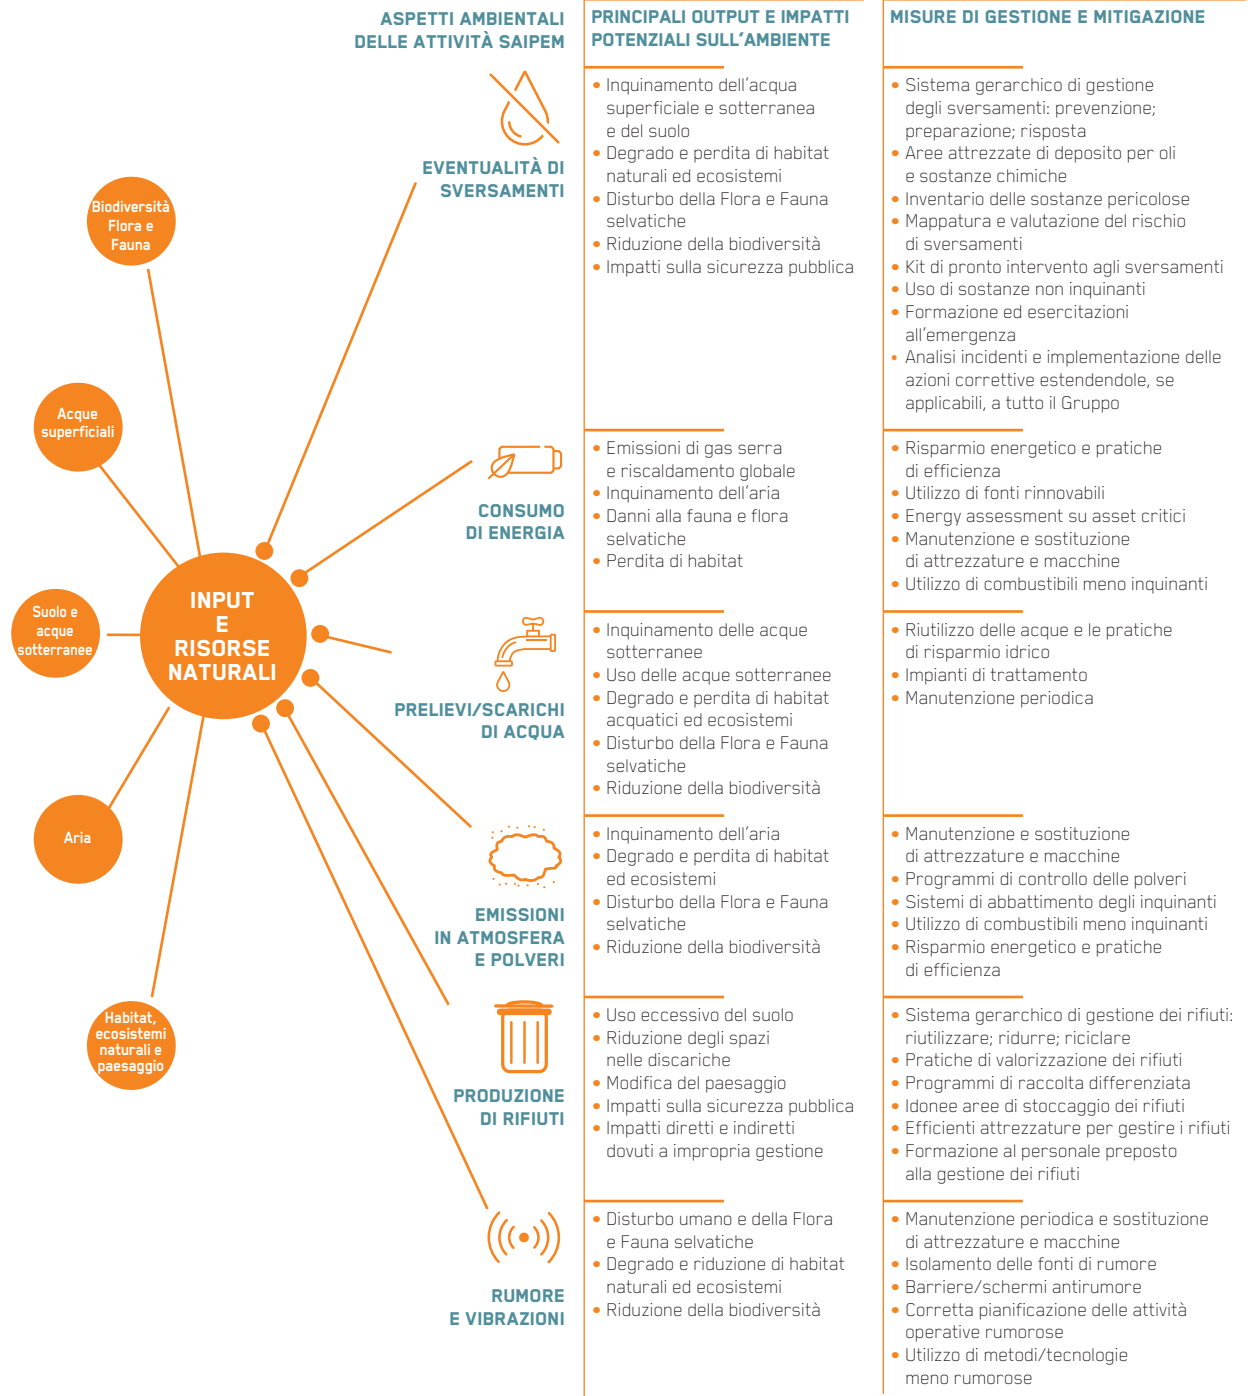 ASPETTI AMBIENTALI
DELLE ATTIVITÀ SAIPEM
PRINCIPALI OUTPUT E IMPATTI
POTENZIALI SULL'AMBIENTE
MISURE DI GESTIONE E MITIGAZIONE
Biodiversità
Flora e
Fauna
Acque
superficiali
Suolo e
acque
sotterranee
Aria
Habitat,
ecosistemi
naturali e
paesaggio
INPUT
E
RISORSE
NATURALI
EVENTUALITÀ DI
SVERSAMENTI
• Inquinamento dell'acqua
superficiale e sotterranea
e del suolo
• Degrado e perdita di habitat
naturali ed ecosistemi
• Disturbo della Flora e Fauna
selvatiche
• Riduzione della biodiversità
• Impatti sulla sicurezza pubblica
• Sistema gerarchico di gestione
degli sversamenti: prevenzione;
preparazione; risposta
• Aree attrezzate di deposito per oli
e sostanze chimiche
• Inventario delle sostanze pericolose
• Mappatura e valutazione del rischio
di sversamenti
• Kit di pronto intervento agli sversamenti
• Uso di sostanze non inquinanti
• Formazione ed esercitazioni
all'emergenza
• Analisi incidenti e implementazione delle
azioni correttive estendendole, se
applicabili, a tutto il Gruppo
CONSUMO
DI ENERGIA
• Emissioni di gas serra
e riscaldamento globale
• Inquinamento dell'aria
• Danni alla fauna e flora
selvatiche
• Perdita di habitat
• Risparmio energetico e pratiche
di efficienza
• Utilizzo di fonti rinnovabili
• Energy assessment su asset critici
• Manutenzione e sostituzione
di attrezzature e macchine
• Utilizzo di combustibili meno inquinanti
PRELIEVI/SCARICHI
DI ACQUA
• Inquinamento delle acque
sotterranee
• Uso delle acque sotterranee
• Degrado e perdita di habitat
acquatici ed ecosistemi
• Disturbo della Flora e Fauna
selvatiche
• Riduzione della biodiversità
• Riutilizzo delle acque e le pratiche
di risparmio idrico
• Impianti di trattamento
• Manutenzione periodica
EMISSIONI
IN ATMOSFERA
E POLVERI
• Inquinamento dell'aria
• Degrado e perdita di habitat
ed ecosistemi
• Disturbo della Flora e Fauna
selvatiche
• Riduzione della biodiversità
• Manutenzione e sostituzione
di attrezzature e macchine
• Programmi di controllo delle polveri
• Sistemi di abbattimento degli inquinanti
• Utilizzo di combustibili meno inquinanti
• Risparmio energetico e pratiche
di efficienza
PRODUZIONE
DI RIFIUTI
• Uso eccessivo del suolo
• Riduzione degli spazi
nelle discariche
• Modifica del paesaggio
• Impatti sulla sicurezza pubblica
• Impatti diretti e indiretti
dovuti a impropria gestione
• Sistema gerarchico di gestione dei rifiuti:
riutilizzare; ridurre; riciclare
• Pratiche di valorizzazione dei rifiuti
• Programmi di raccolta differenziata
• Idonee aree di stoccaggio dei rifiuti
• Efficienti attrezzature per gestire i rifiuti
• Formazione al personale preposto
alla gestione dei rifiuti
RUMORE
E VIBRAZIONI
• Disturbo umano e della Flora
e Fauna selvatiche
• Degrado e riduzione di habitat
naturali ed ecosistemi
• Riduzione della biodiversità
• Manutenzione periodica e sostituzione
di attrezzature e macchine
• Isolamento delle fonti di rumore
• Barriere/schermi antirumore
• Corretta pianificazione delle attività
operative rumorose
• Utilizzo di metodi/tecnologie
meno rumorose